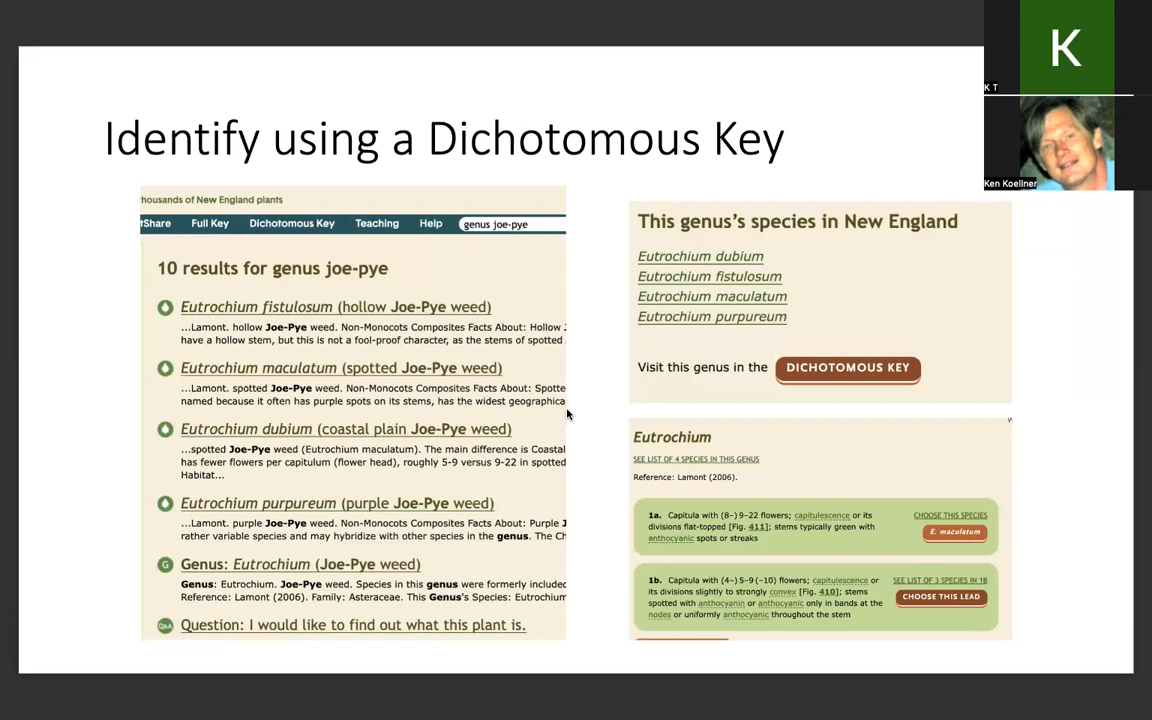 K
K T
Ken Koellner
Identify using a Dichotomous Key
housands of New England plants
tShare Full Key Dichotomous Key Teaching Help genus joe-pye
10 results for genus joe-pye
Eutrochium fistulosum (hollow Joe-Pye weed)
...Lamont. hollow Joe-Pye weed. Non-Monocots Composites Facts About: Hollow J
have a hollow stem, but this is not a fool-proof character, as the stems of spotted
Eutrochium maculatum (spotted Joe-Pye weed)
...Lamont. spotted Joe-Pye weed. Non-Monocots Composites Facts About: Spotte
named because it often has purple spots on its stems, has the widest geographica
Eutrochium dubium (coastal plain Joe-Pye weed)
...spotted Joe-Pye weed (Eutrochium maculatum). The main difference is Coastal
has fewer flowers per capitulum (flower head), roughly 5-9 versus 9-22 in spotted
Habitat...
Eutrochium purpureum (purple Joe-Pye weed)
...Lamont. purple Joe-Pye weed. Non-Monocots Composites Facts About: Purple J
rather variable species and may hybridize with other species in the genus. The Ch
G
Genus: Eutrochium (Joe-Pye weed)
Genus: Eutrochium. Joe-Pye weed. Species in this genus were formerly included
Reference: Lamont (2006). Family: Asteraceae. This Genus's Species: Eutrochium
Q&A
Question: I would like to find out what this plant is.
This genus's species in New England
Eutrochium dubium
Eutrochium fistulosum
Eutrochium maculatum
Eutrochium purpureum
Visit this genus in the DICHOTOMOUS KEY
Eutrochium
SEE LIST OF 4 SPECIES IN THIS GENUS
Reference: Lamont (2006).
1a. Capitula with (8–) 9–22 flowers; capitulescence or its
divisions flat-topped [Fig. 411]; stems typically green with
anthocyanic spots or streaks
CHOOSE THIS SPECIES
E. maculatum
1b. Capitula with (4–) 5–9 (–10) flowers; capitulescence or
its divisions slightly to strongly convex [Fig. 410]; stems
spotted with anthocyanin or anthocyanic only in bands at the
nodes or uniformly anthocyanic throughout the stem
SEE LIST OF 3 SPECIES IN 1B
CHOOSE THIS LEAD